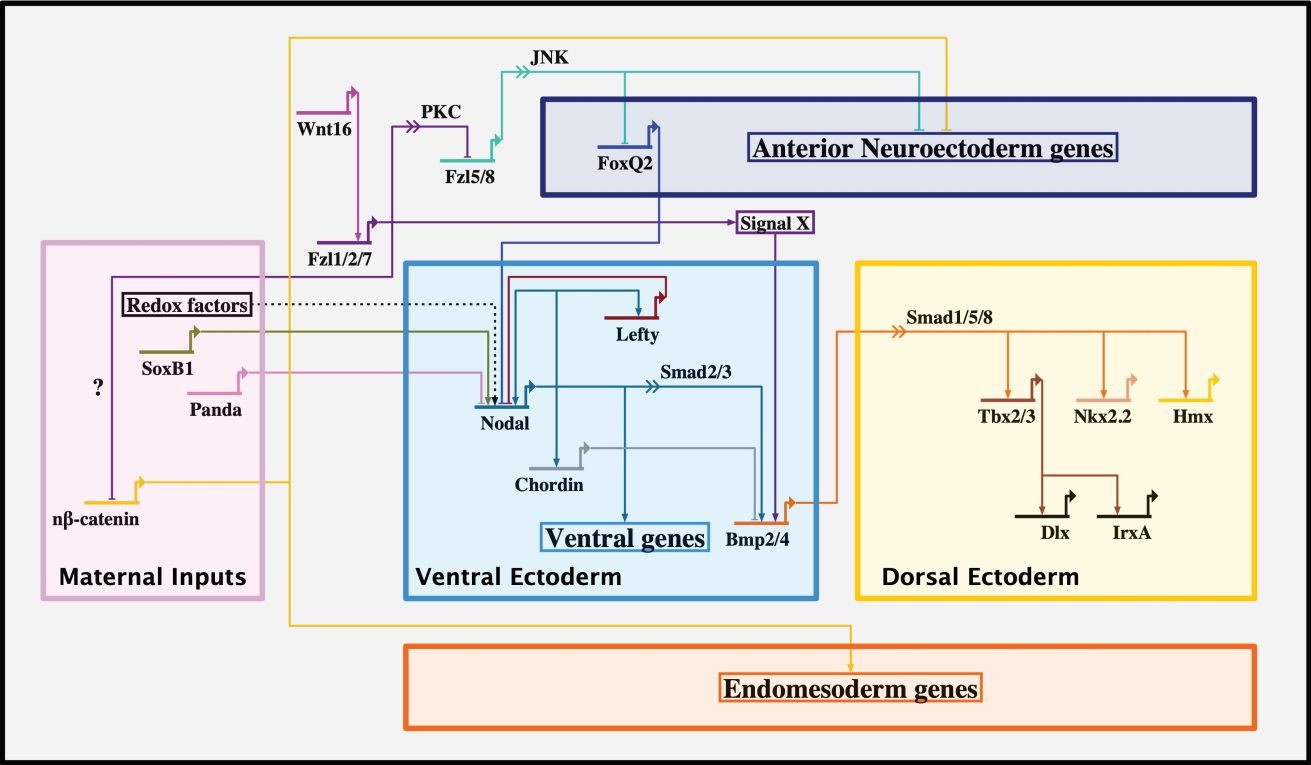 JNK
PKC
Wnt16
Fzl5/8
FoxQ2
Anterior Neuroectoderm genes
Signal X
Fzl1/2/7
Redox factors
SoxB1
?
Panda
nβ-catenin
Maternal Inputs
Lefty
Smad2/3
Nodal
Chordin
Ventral genes
Bmp2/4
Ventral Ectoderm
Smad1/5/8
Tbx2/3
Nkx2.2
Hmx
Dlx
IrxA
Dorsal Ectoderm
Endomesoderm genes